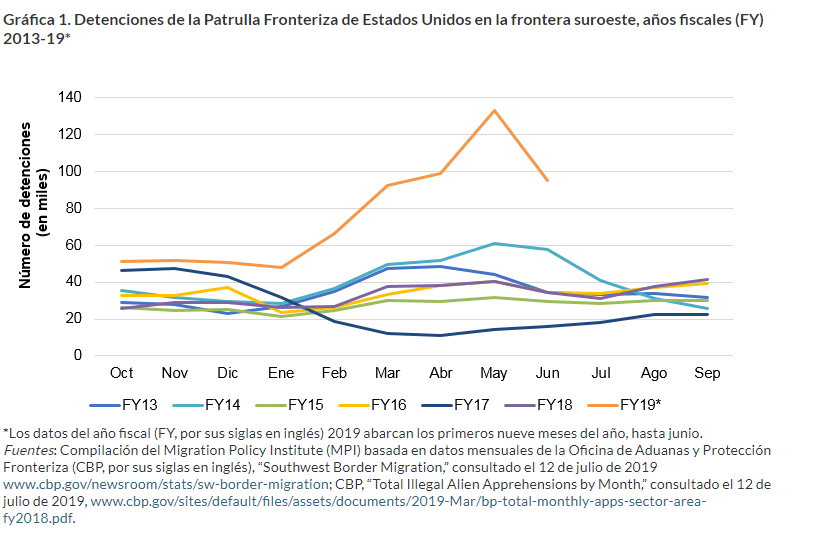 Gráfica 1. Detenciones de la Patrulla Fronteriza de Estados Unidos en la frontera suroeste, años fiscales (FY)
2013-19*
Número de detenciones
(en miles)
140
120
100
80
60
40
20
0
Oct Nov Dic Ene Feb Mar Abr May Jun Jul Ago Sep
FY13 FY14 FY15 FY16 FY17 FY18 FY19*
*Los datos del año fiscal (FY, por sus siglas en inglés) 2019 abarcan los primeros nueve meses del año, hasta junio.
Fuentes: Compilación del Migration Policy Institute (MPI) basada en datos mensuales de la Oficina de Aduanas y Protección
Fronteriza (CBP, por sus siglas en inglés), “Southwest Border Migration,” consultado el 12 de julio de 2019
www.cbp.gov/newsroom/stats/sw-border-migration; CBP, “Total Illegal Alien Apprehensions by Month,” consultado el 12 de
julio de 2019, www.cbp.gov/sites/default/files/assets/documents/2019-Mar/bp-total-monthly-apps-sector-area-
fy2018.pdf.